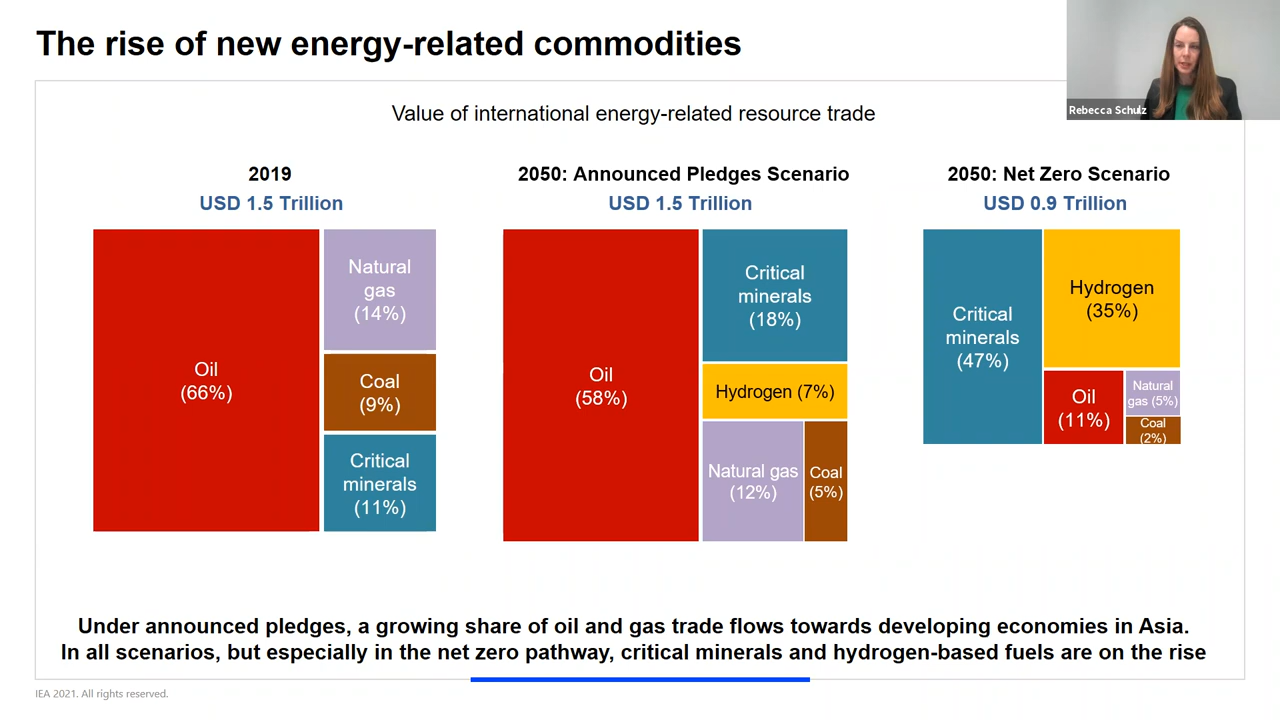 The rise of new energy-related commodities
Rebecca Schulz
Value of international energy-related resource trade
2019
USD 1.5 Trillion
Oil
(66%)
Natural
gas
(14%)
Coal
(9%)
Critical
minerals
(11%)
2050: Announced Pledges Scenario
USD 1.5 Trillion
Oil
(58%)
Critical
minerals
(18%)
Hydrogen (7%)
Natural gas
(12%)
Coal
(5%)
2050: Net Zero Scenario
USD 0.9 Trillion
Critical
minerals
(47%)
Hydrogen
(35%)
Oil
(11%)
Natural
gas (5%)
Coal
(2%)
Under announced pledges, a growing share of oil and gas trade flows towards developing economies in Asia.
In all scenarios, but especially in the net zero pathway, critical minerals and hydrogen-based fuels are on the rise
IEA 2021. All rights reserved.